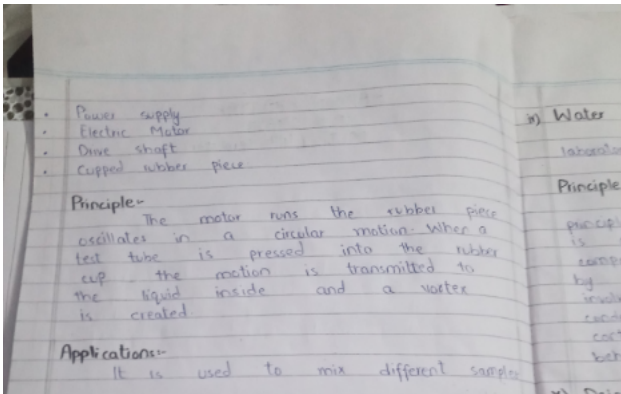 • Power supply
• Electric Motor
• Drive shaft
• Cupped rubber piece
Principle:-
The motor runs the rubber piece
oscillates in a circular motion. When a
test tube is pressed into the rubber
cup the motion is transmitted to
the liquid inside and a vortex
is created.
Applications:-
It is used to mix different samples
Water
Principle
is
by